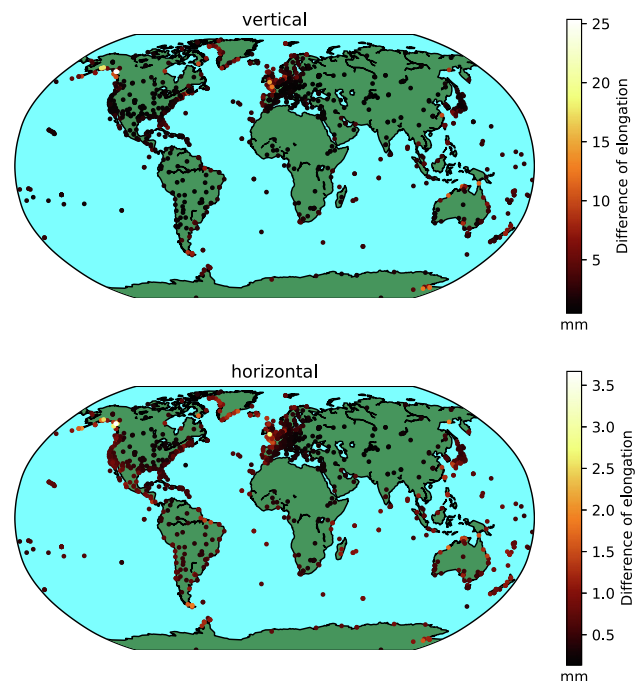 vertical
25
20
15
10
5
Difference of elongation
mm
horizontal
3.5
3.0
2.5
2.0
1.5
1.0
0.5
Difference of elongation
mm